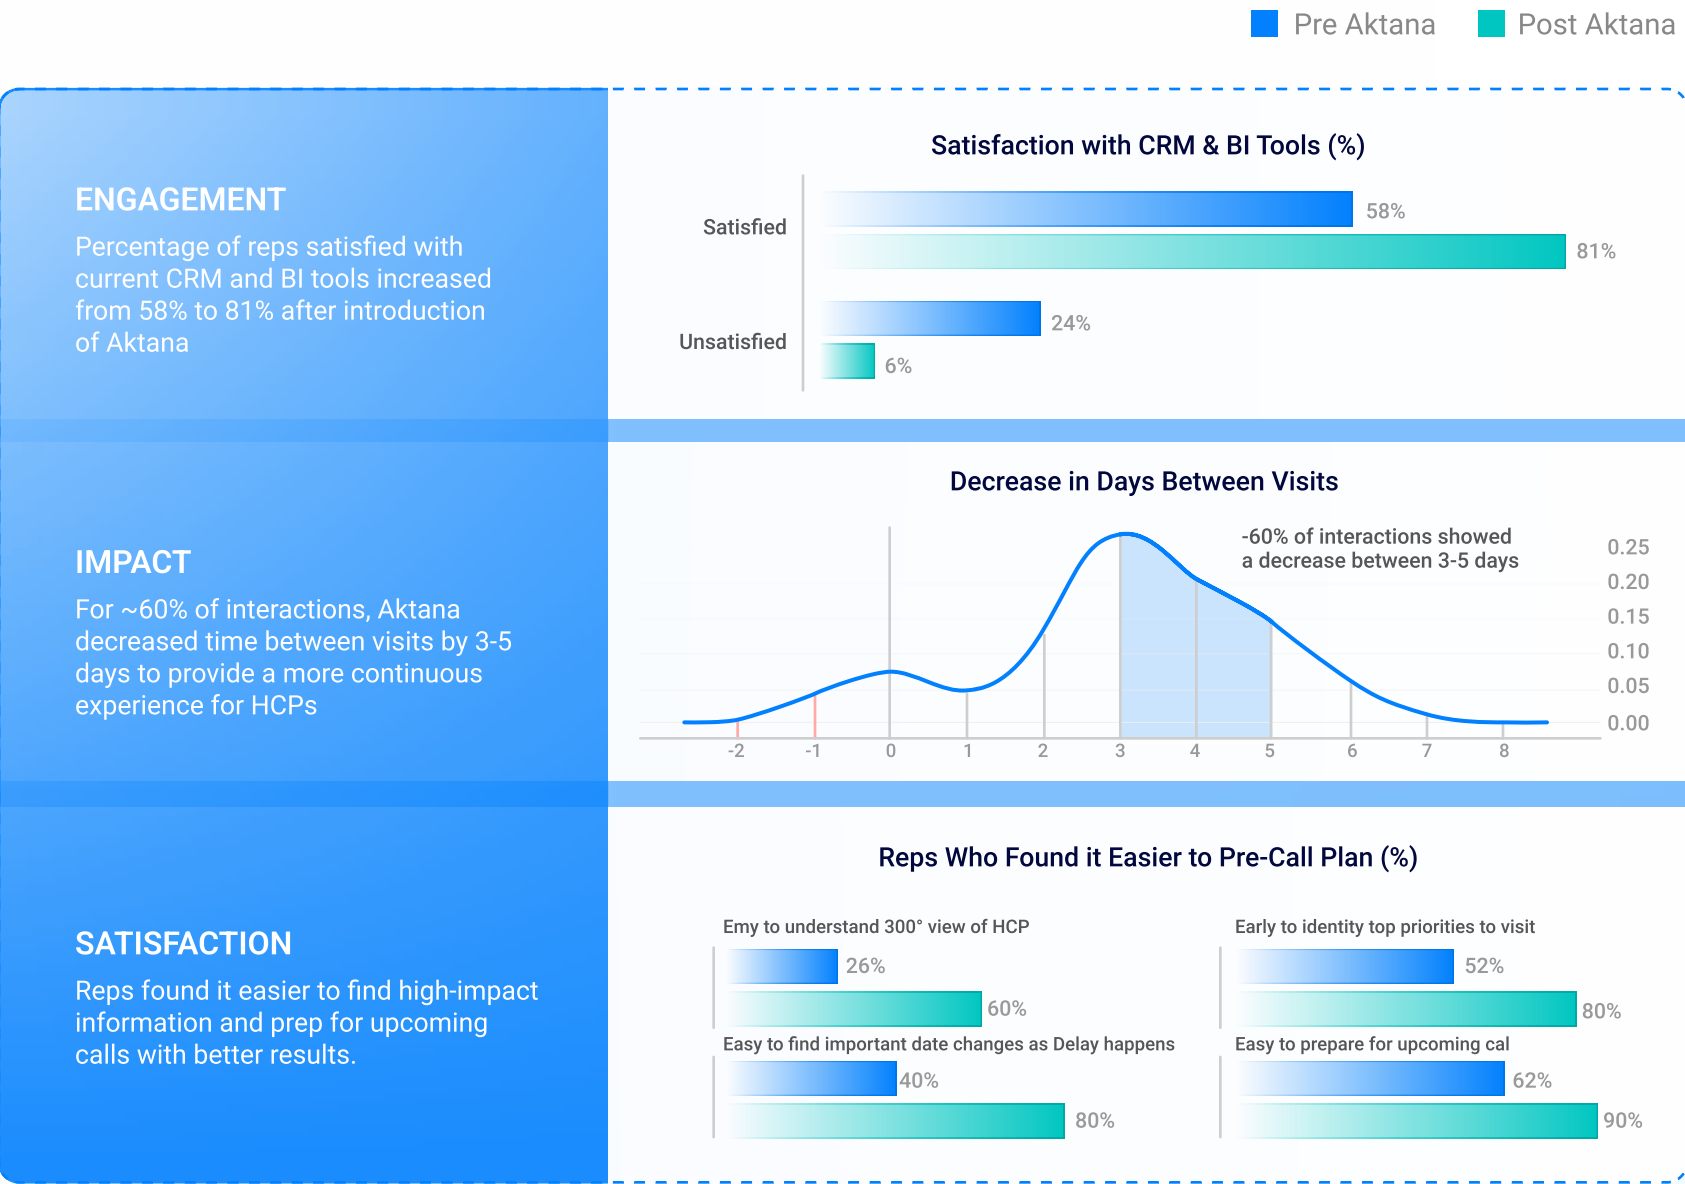 Pre Aktana
Post Aktana
ENGAGEMENT
Percentage of reps satisfied with
current CRM and BI tools increased
from 58% to 81% after introduction
of Aktana
Satisfaction with CRM & BI Tools (%)
Satisfied
58%
81%
Unsatisfied
24%
6%
IMPACT
For ~60% of interactions, Aktana
decreased time between visits by 3-5
days to provide a more continuous
experience for HCPs
Decrease in Days Between Visits
-60% of interactions showed
a decrease between 3-5 days
0.25
0.20
0.15
0.10
0.05
0.00
-2 -1 0 1 2 3 4 5 6 7 8
SATISFACTION
Reps found it easier to find high-impact
information and prep for upcoming
calls with better results.
Reps Who Found it Easier to Pre-Call Plan (%)
Emy to understand 300° view of HCP
26%
60%
Early to identity top priorities to visit
52%
80%
Easy to find important date changes as Delay happens
40%
80%
Easy to prepare for upcoming cal
62%
90%